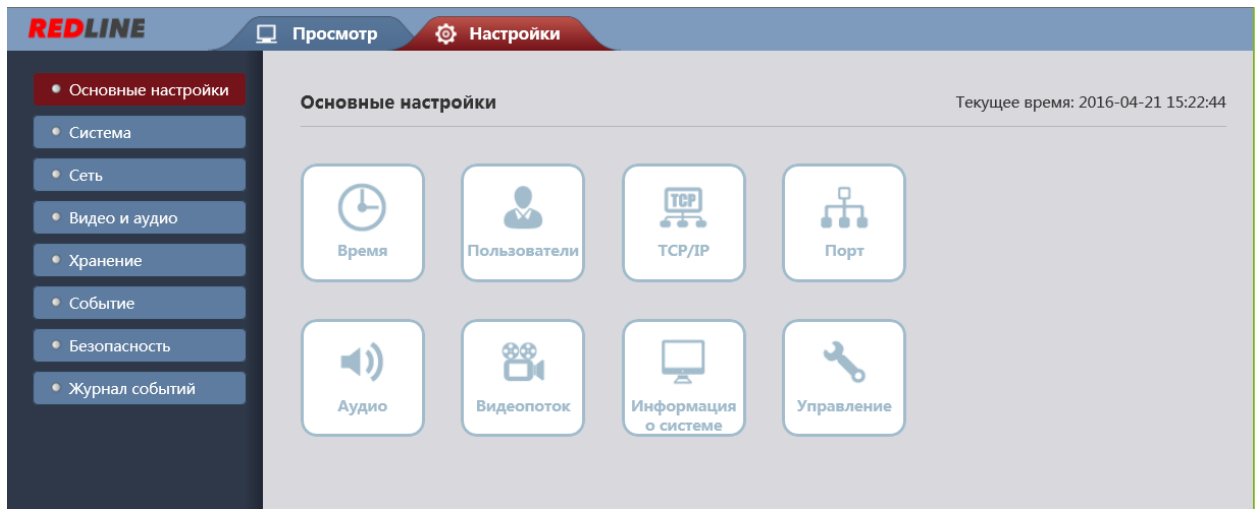 REDLINE
Просмотр
Настройки
Основные настройки
Система
Сеть
Видео и аудио
Хранение
Событие
Безопасность
Журнал событий
Основные настройки
Текущее время: 2016-04-21 15:22:44
Время
Пользователи
TCP
TCP/IP
Порт
Аудио
Видеопоток
Информация
о системе
Управление